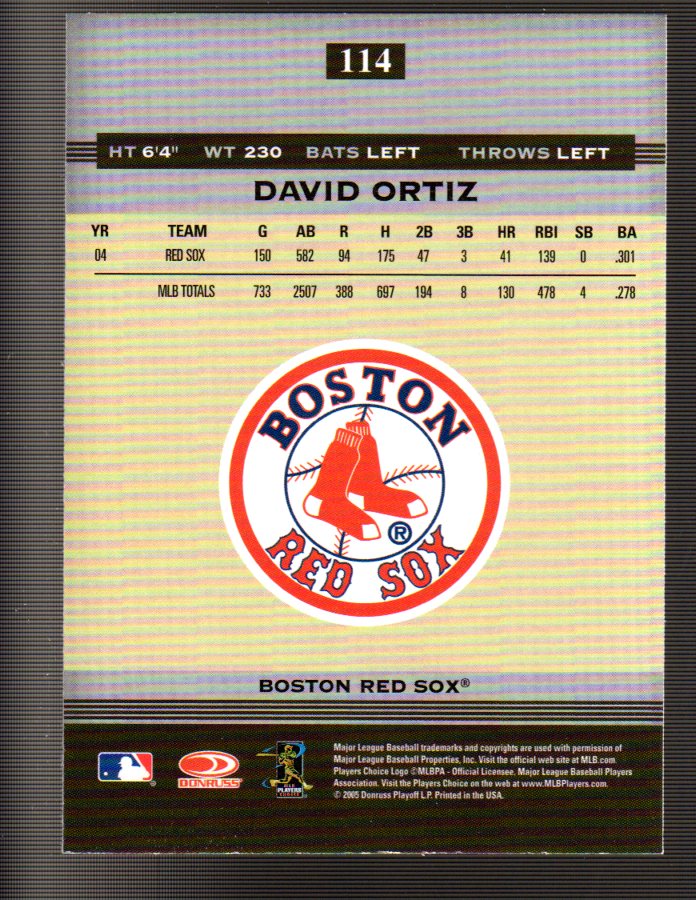 114
HT 6'4" WT 230 BATS LEFT THROWS LEFT
DAVID ORTIZ
YR TEAM G AB R H 2B 3B HR RBI SB BA
04 RED SOX 150 582 94 175 47 3 41 139 0 .301
MLB TOTALS 733 2507 388 697 194 8 130 478 4 .278
BOSTON
RED SOX
®
BOSTON RED SOX®
DONRUSS
MLB
PLAYERS
CHOICE
Major League Baseball trademarks and copyrights are used with permission of
Major League Baseball Properties, Inc. Visit the official web site at MLB.com
Players Choice Logo ©MLBPA - Official Licensee, Major League Baseball Players
Association. Visit the Players Choice on the web at www.MLBPlayers.com
© 2005 Donruss Playoff L.P. Printed in the USA.